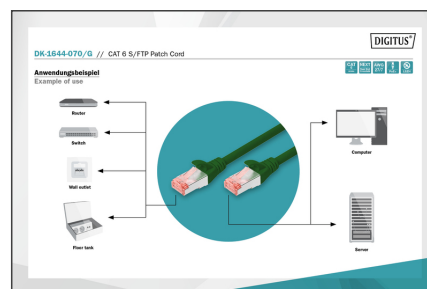 DIGITUS®
DK-1644-070/G // CAT 6 S/FTP Patch Cord
Anwendungsbeispiel
Example of use
Router
Switch
Wall outlet
Floor tank
Computer
Server